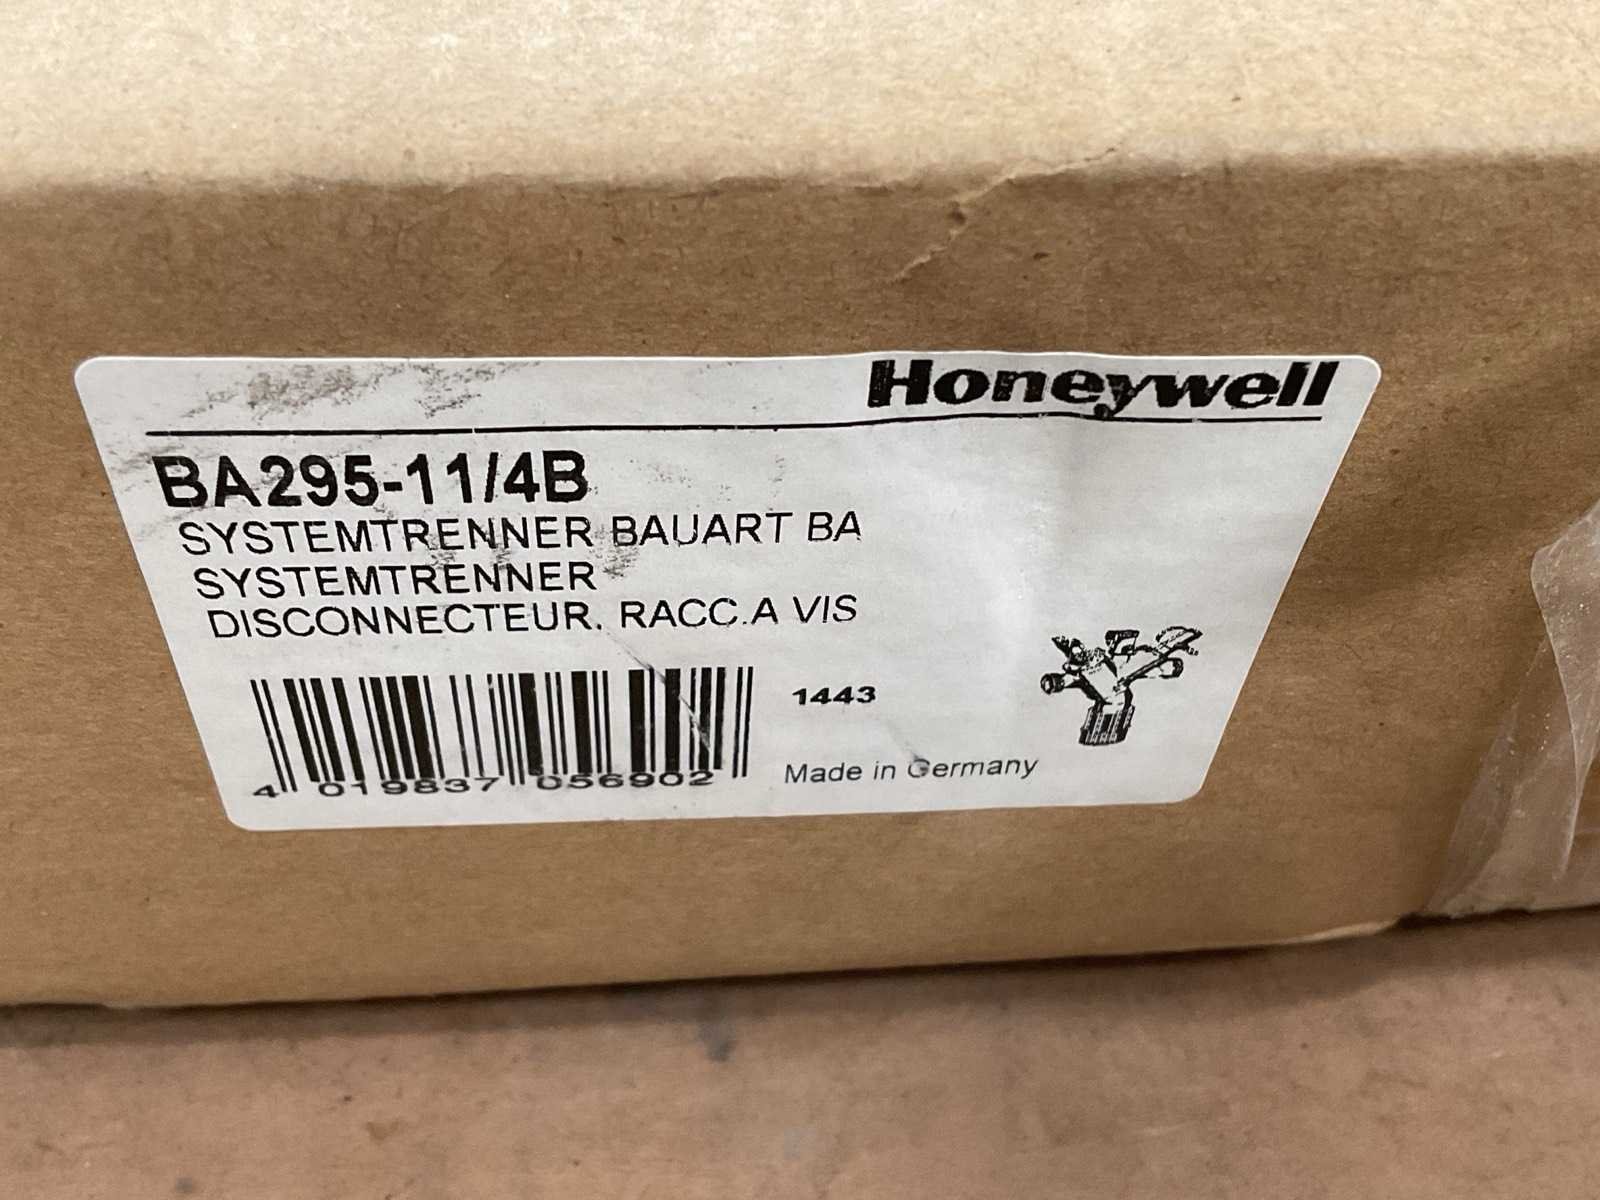 Honeywell
BA295-11/4B
SYSTEMTRENNER BAUART BA
SYSTEMTRENNER
DISCONNECTEUR. RACC.A VIS
1443
4 019837 056902
Made in Germany